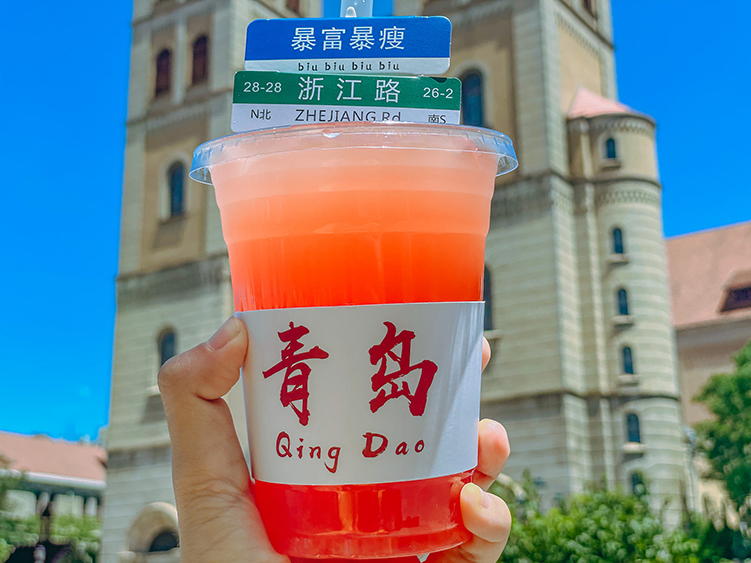 暴富暴瘦
biu biu biu biu
28-28 浙江路 26-2
N北 ZHEJIANG Rd 南S
青岛
Qing Dao